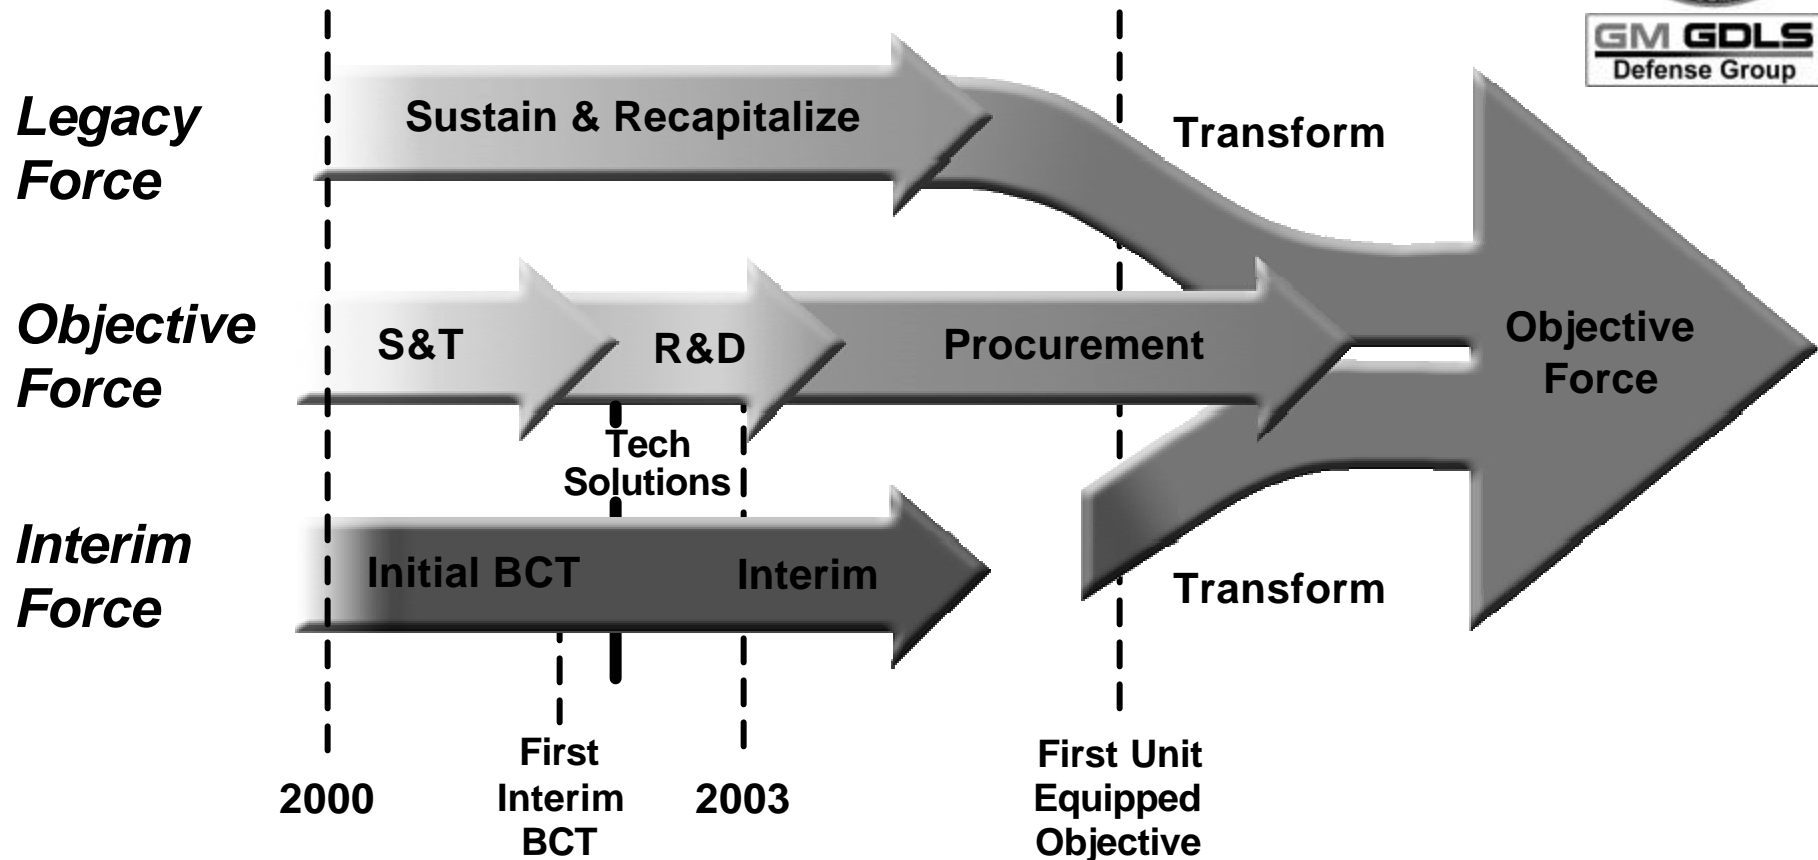 GM GDLS
Defense Group
Legacy
Force
Sustain & Recapitalize
Transform
Objective
Force
S&T
R&D
Procurement
Objective
Force
Tech
Solutions
Interim
Force
Initial BCT
Interim
Transform
2000
First
Interim
BCT
2003
First Unit
Equipped
Objective